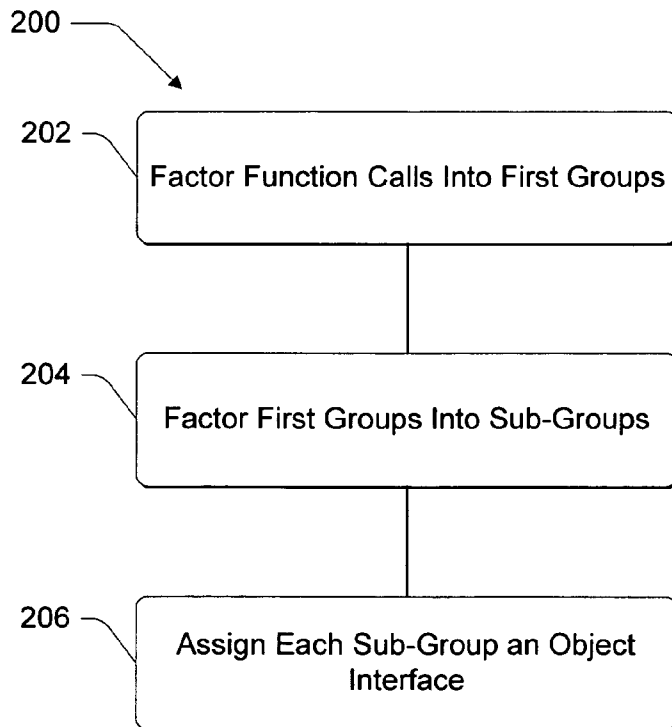 200
202
Factor Function Calls Into First Groups
204
Factor First Groups Into Sub-Groups
206
Assign Each Sub-Group an Object
Interface